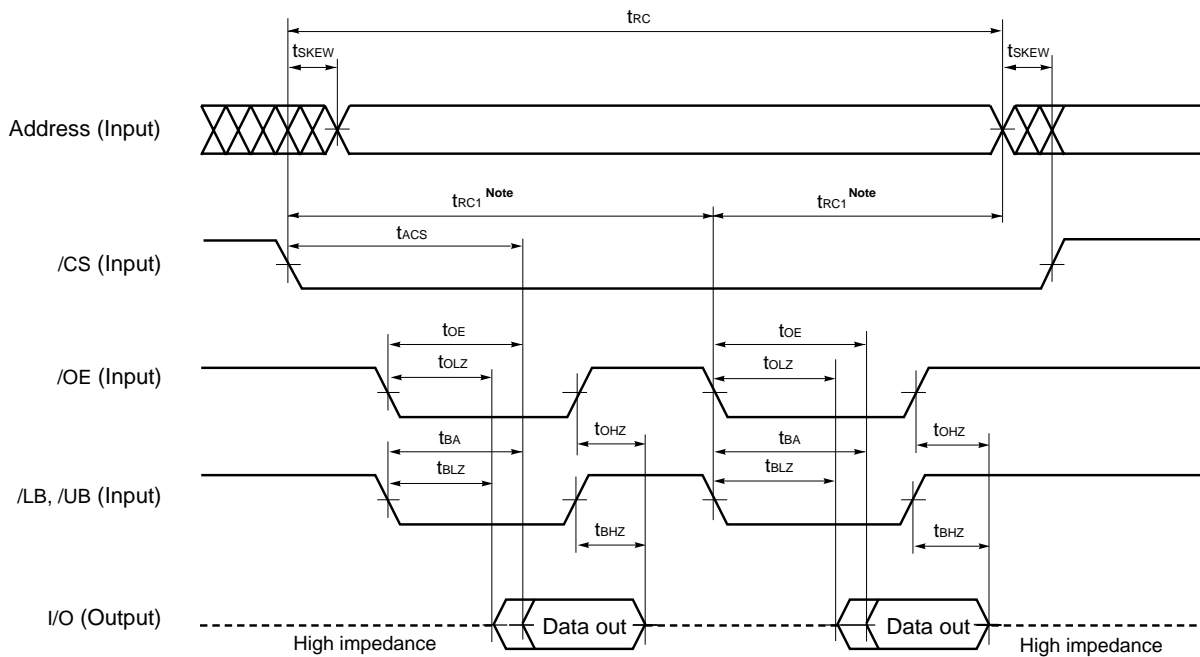 tRC
tSKEW
tSKEW
Address (Input)
tRC1 Note
tRC1 Note
tACS
/CS (Input)
tOE
tOE
tOLZ
tOLZ
/OE (Input)
tOHZ
tOHZ
tBA
tBA
tBLZ
tBLZ
/LB, /UB (Input)
tBHZ
tBHZ
I/O (Output)
Data out
Data out
High impedance
High impedance